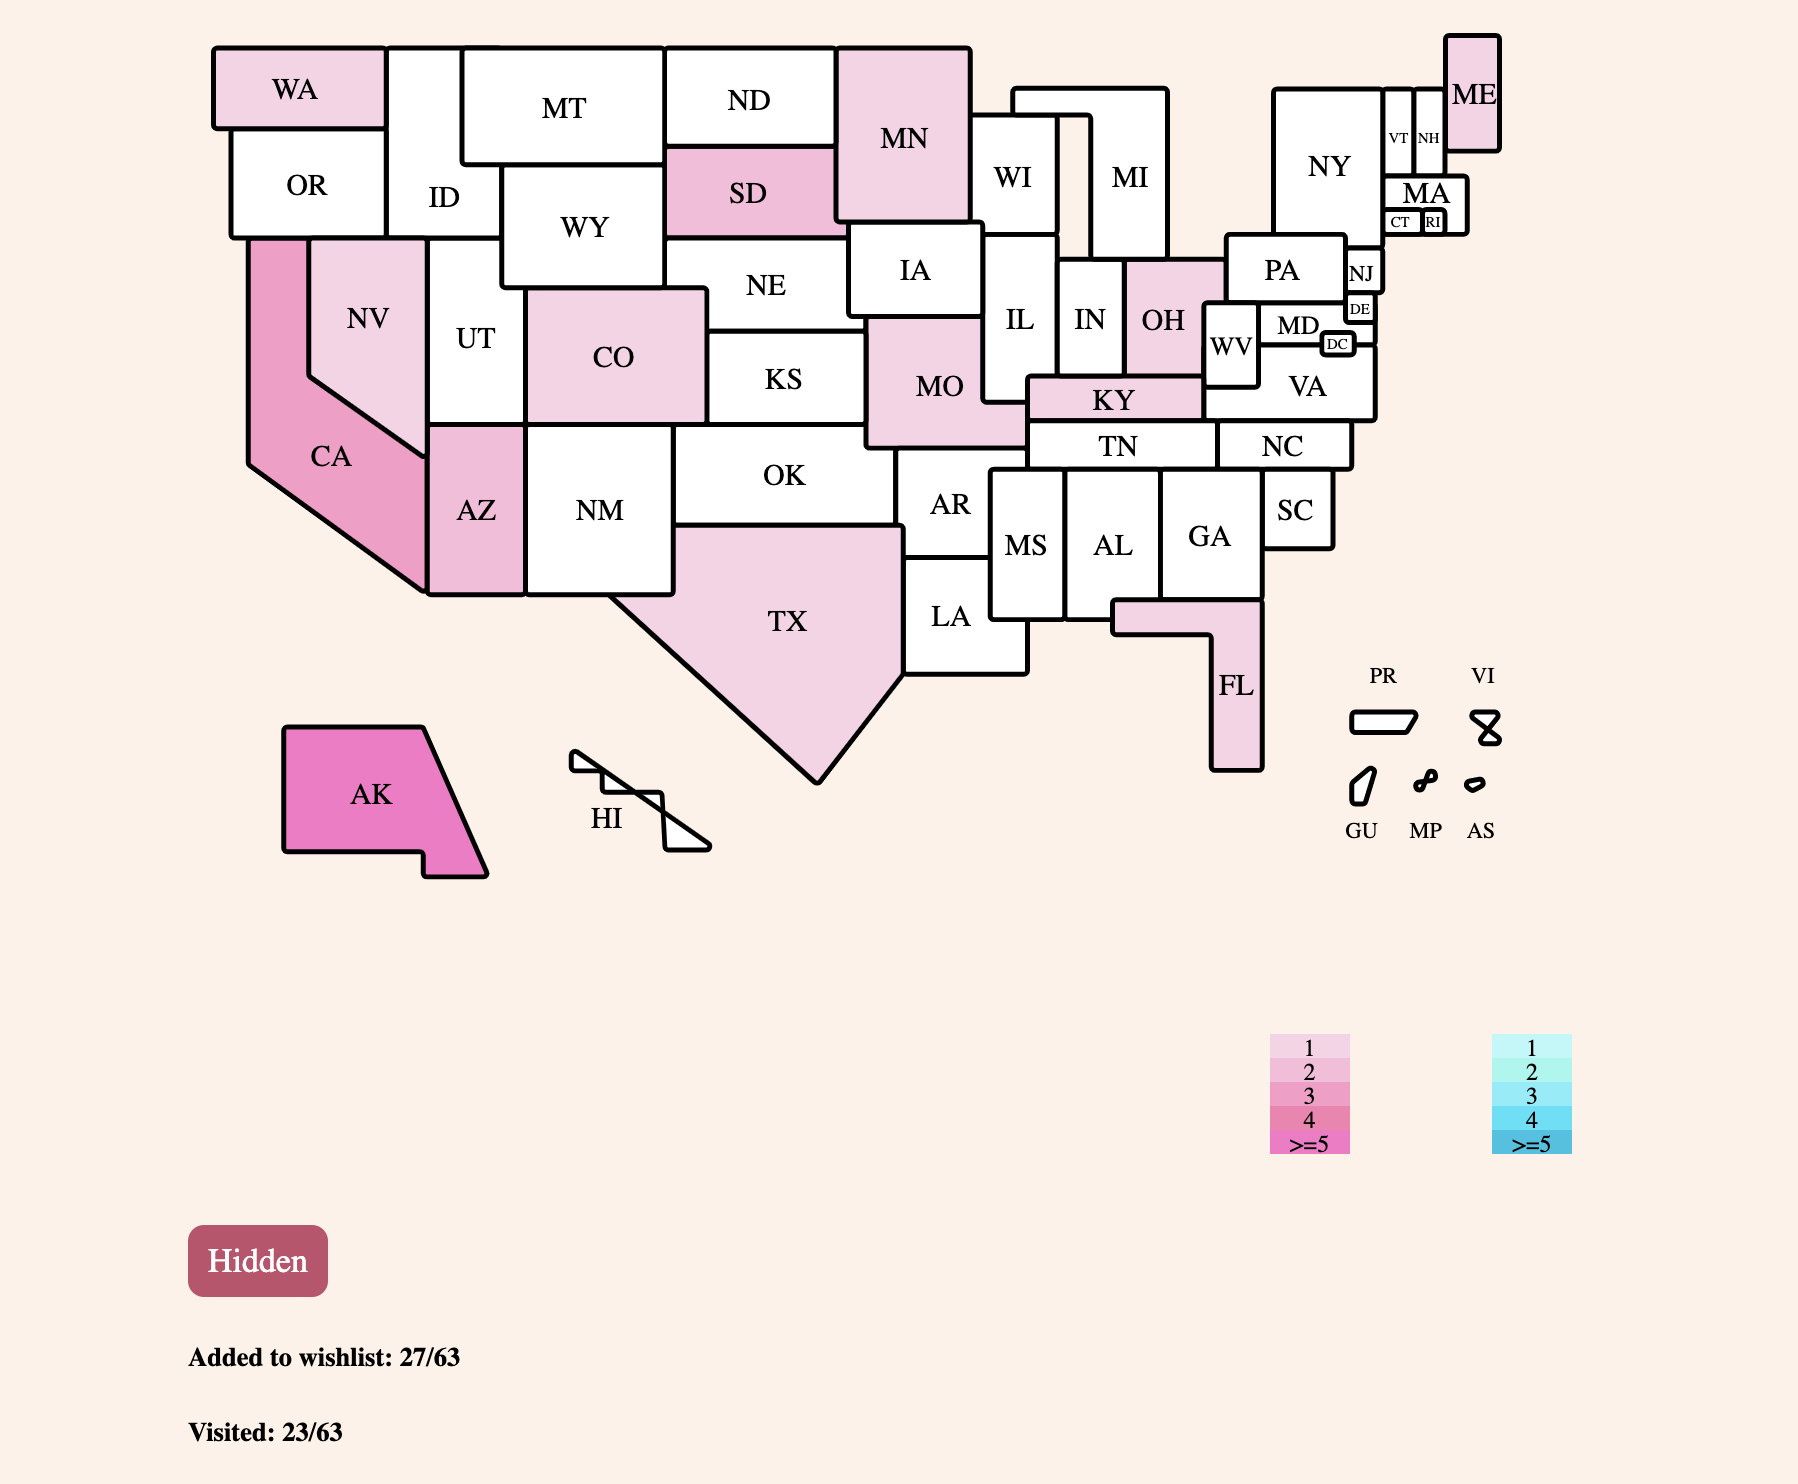 ME
WA
MT
ND
MN
VT
NH
NY
WI
MI
OR
ID
SD
MA
WY
CT
RI
NE
IA
PA
NJ
NV
UT
CO
IL
IN
OH
DE
MD
WV
DC
KS
MO
KY
VA
CA
TN
NC
AZ
NM
OK
AR
SC
MS
AL
GA
TX
LA
FL
PR
VI
AK
HI
GU
MP
AS
1
2
3
4
>=5
1
2
3
4
>=5
Hidden
Added to wishlist: 27/63
Visited: 23/63